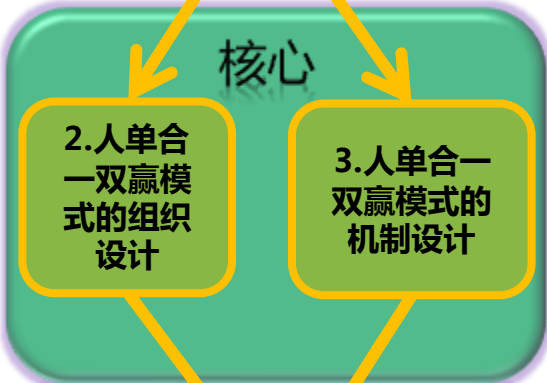 核心
2.人单合
一双赢模
式的组织
设计
3.人单合一
双赢模式的
机制设计